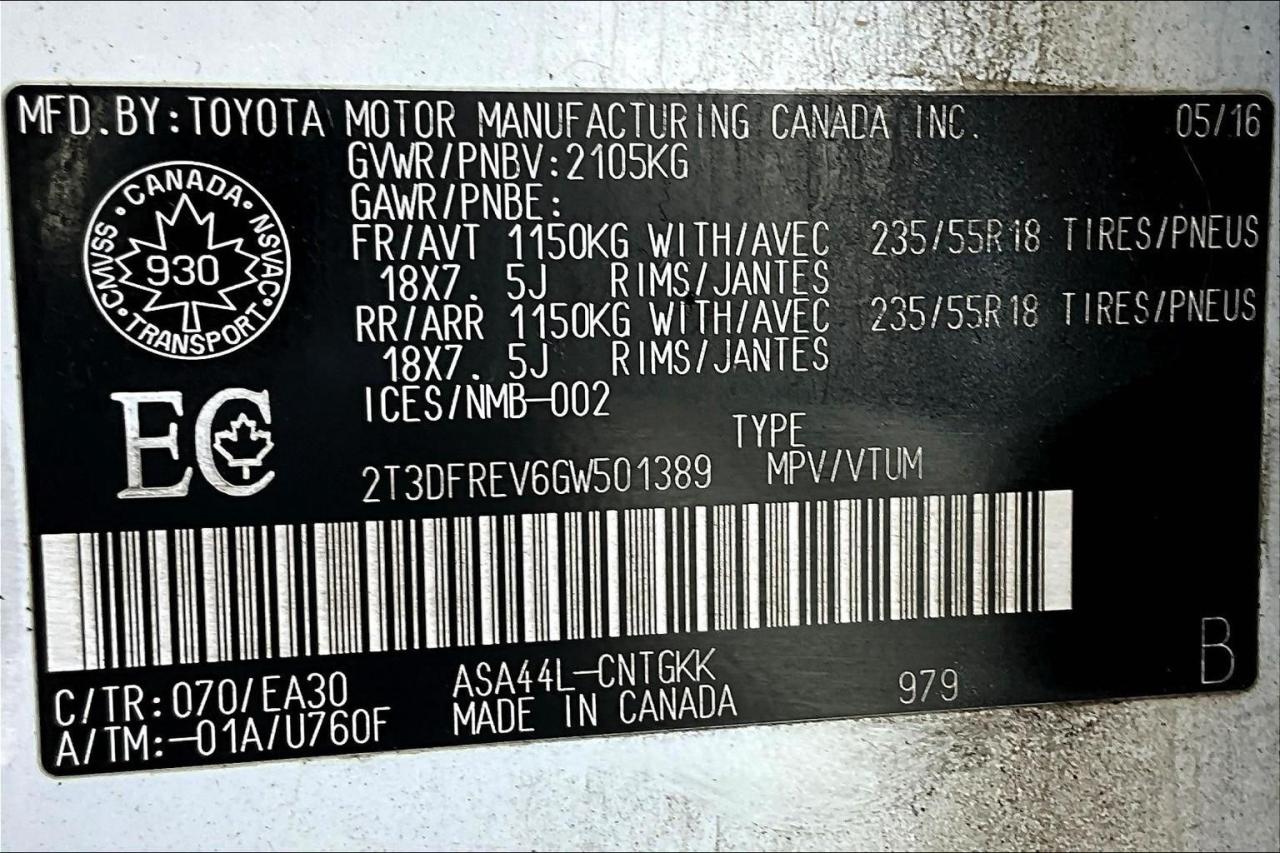 MFD.BY:TOYOTA MOTOR MANUFACTURING CANADA INC. 05/16
GVWR/PNBV:2105KG
GAWR/PNBE:
FR/AVT 1150KG WITH/AVEC 235/55R18 TIRES/PNEUS
18X7. 5J RIMS/JANTES
RR/ARR 1150KG WITH/AVEC 235/55R18 TIRES/PNEUS
18X7. 5J RIMS/JANTES
ICES/NMB-002
CANADA
CMVSS • NSVAC
930
TRANSPORT
EC
TYPE
2T3DFREV6GW501389 MPV/VTUM
C/TR:070/EA30 ASA44L-CNTGKK 979 B
A/TM:-01A/U760F MADE IN CANADA